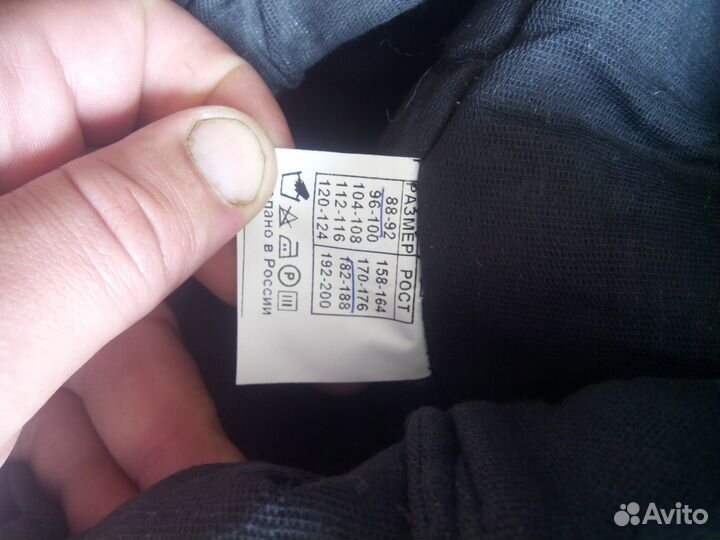 РАЗМЕР РОСТ
88-92 158-164
96-100 170-176
104-108 182-188
112-116 192-200
120-124
P
лано в России
Avito